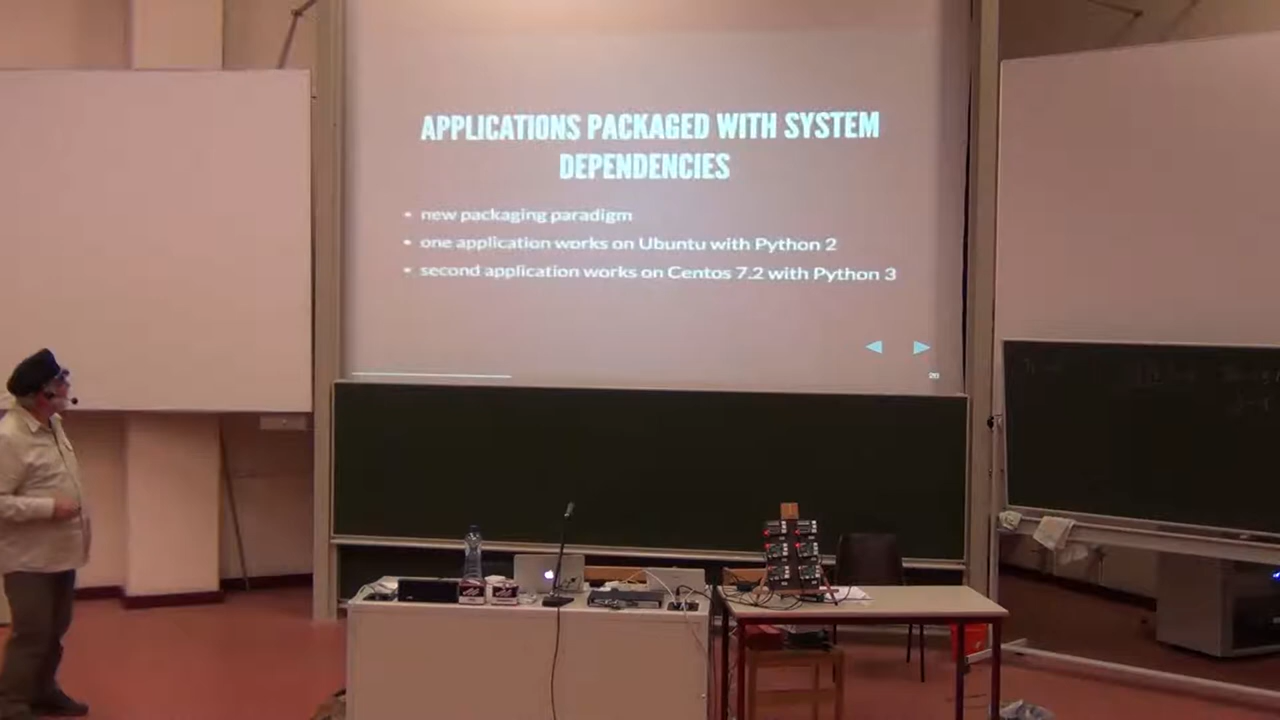 APPLICATIONS PACKAGED WITH SYSTEM
DEPENDENCIES
• new packaging paradigm
• one application works on Ubuntu with Python 2
• second application works on Centos 7.2 with Python 3